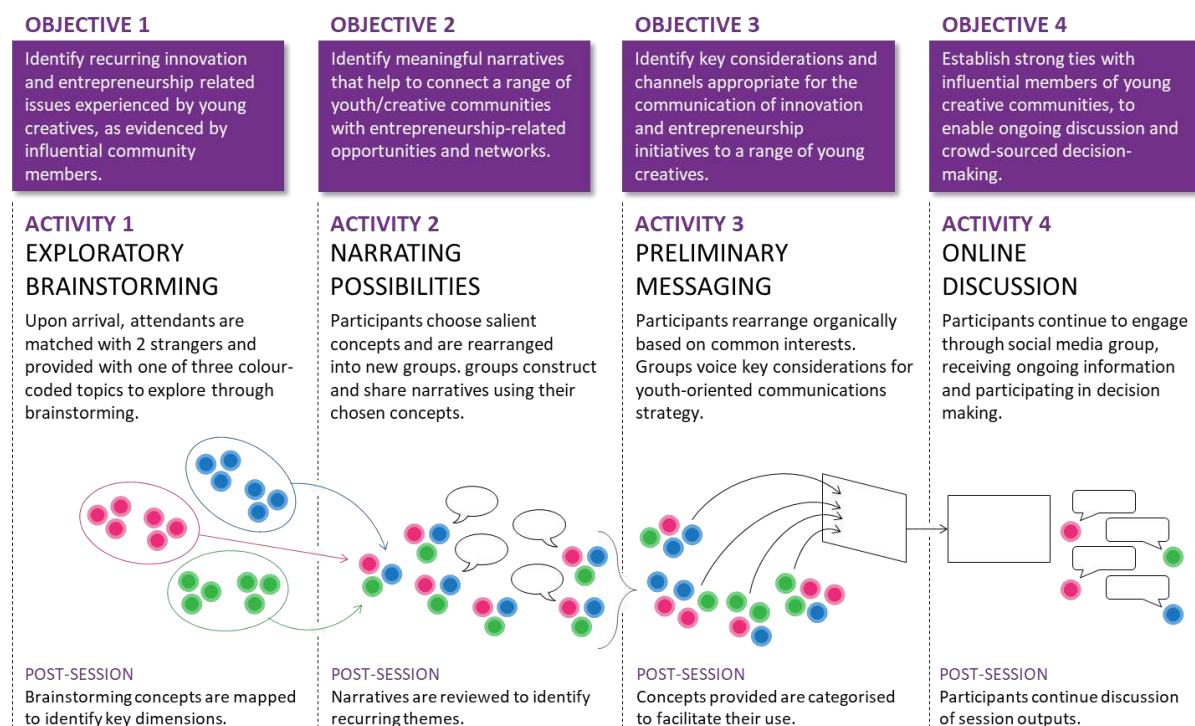 OBJECTIVE 1
Identify recurring innovation
and entrepreneurship related
issues experienced by young
creatives, as evidenced by
influential community
members.
OBJECTIVE 2
Identify meaningful narratives
that help to connect a range of
youth/creative communities
with entrepreneurship-related
opportunities and networks.
OBJECTIVE 3
Identify key considerations and
channels appropriate for the
communication of innovation
and entrepreneurship
initiatives to a range of young
creatives.
OBJECTIVE 4
Establish strong ties with
influential members of young
creative communities, to
enable ongoing discussion and
crowd-sourced decision-
making.
ACTIVITY 1
EXPLORATORY
BRAINSTORMING
Upon arrival, attendants are
matched with 2 strangers and
provided with one of three colour-
coded topics to explore through
brainstorming.
ACTIVITY 2
NARRATING
POSSIBILITIES
Participants choose salient
concepts and are rearranged
into new groups. groups construct
and share narratives using their
chosen concepts.
ACTIVITY 3
PRELIMINARY
MESSAGING
Participants rearrange organically
based on common interests.
Groups voice key considerations for
youth-oriented communications
strategy.
ACTIVITY 4
ONLINE
DISCUSSION
Participants continue to engage
through social media group,
receiving ongoing information
and participating in decision
making.
POST-SESSION
Brainstorming concepts are mapped
to identify key dimensions.
POST-SESSION
Narratives are reviewed to identify
recurring themes.
POST-SESSION
Concepts provided are categorised
to facilitate their use.
POST-SESSION
Participants continue discussion
of session outputs.